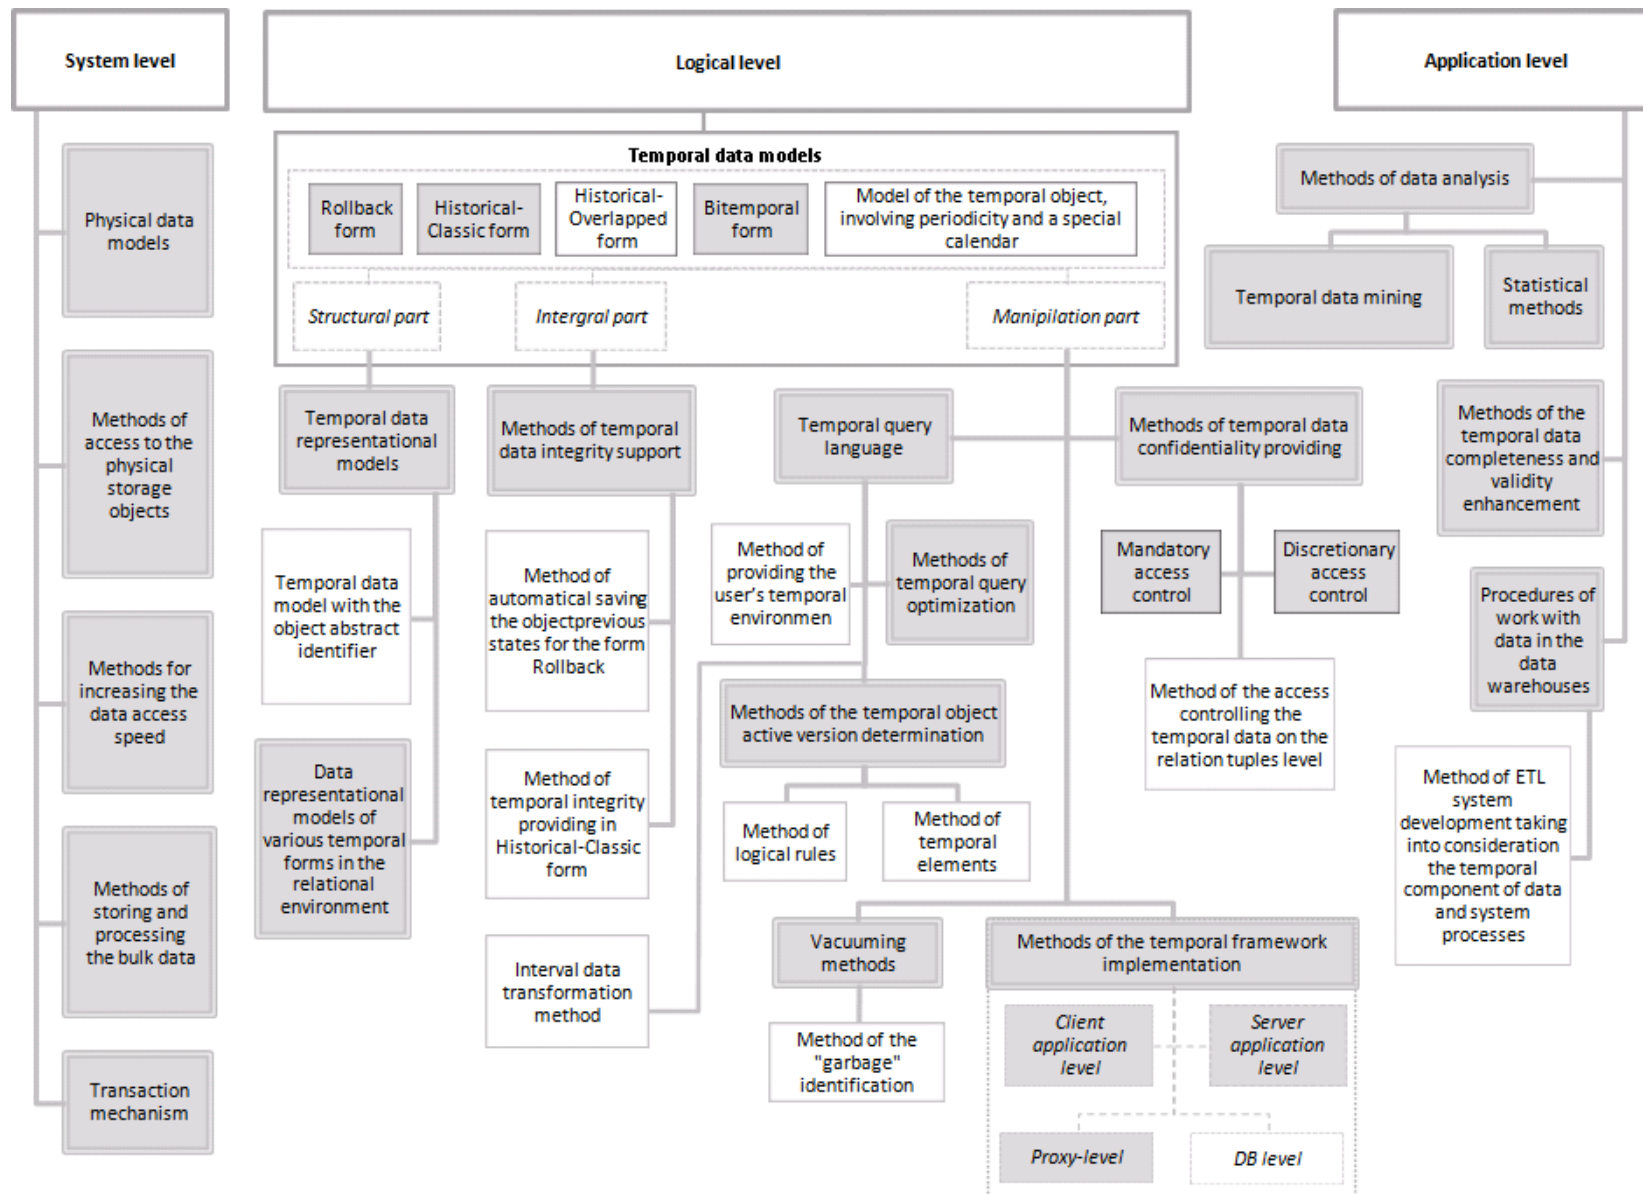 System level
Logical level
Application level
Physical data
models
Methods of
access to the
physical
storage
objects
Methods for
increasing the
data access
speed
Methods of
storing and
processing
the bulk data
Transaction
mechanism
Temporal data models
Rollback
form
Historical-
Classic form
Historical-
Overlapped
form
Bitemporal
form
Model of the temporal object,
involving periodicity and a special
calendar
Structural part
Intergral part
Manipilation part
Temporal data
representational
models
Temporal data
model with the
object abstract
identifier
Data
representational
models of
various temporal
forms in the
relational
environment
Methods of temporal
data integrity support
Method of
automatical saving
the objectprevious
states for the form
Rollback
Method of
temporal integrity
providing in
Historical-Classic
form
Interval data
transformation
method
Temporal query
language
Method of
providing the
user's temporal
environmen
Methods of
temporal query
optimization
Methods of the temporal object
active version determination
Method of
logical rules
Method of
temporal
elements
Methods of temporal data
confidentiality providing
Mandatory
access
control
Discretionary
access
control
Method of the access
controlling the
temporal data on the
relation tuples level
Vacuuming
methods
Method of the
"garbage"
identification
Methods of the temporal framework
implementation
Client
application
level
Server
application
level
Proxy-level
DB level
Methods of data analysis
Temporal data mining
Statistical
methods
Methods of the
temporal data
completeness and
validity
enhancement
Procedures of
work with
data in the
data
warehouses
Method of ETL
system
development taking
into consideration
the temporal
component of data
and system
processes